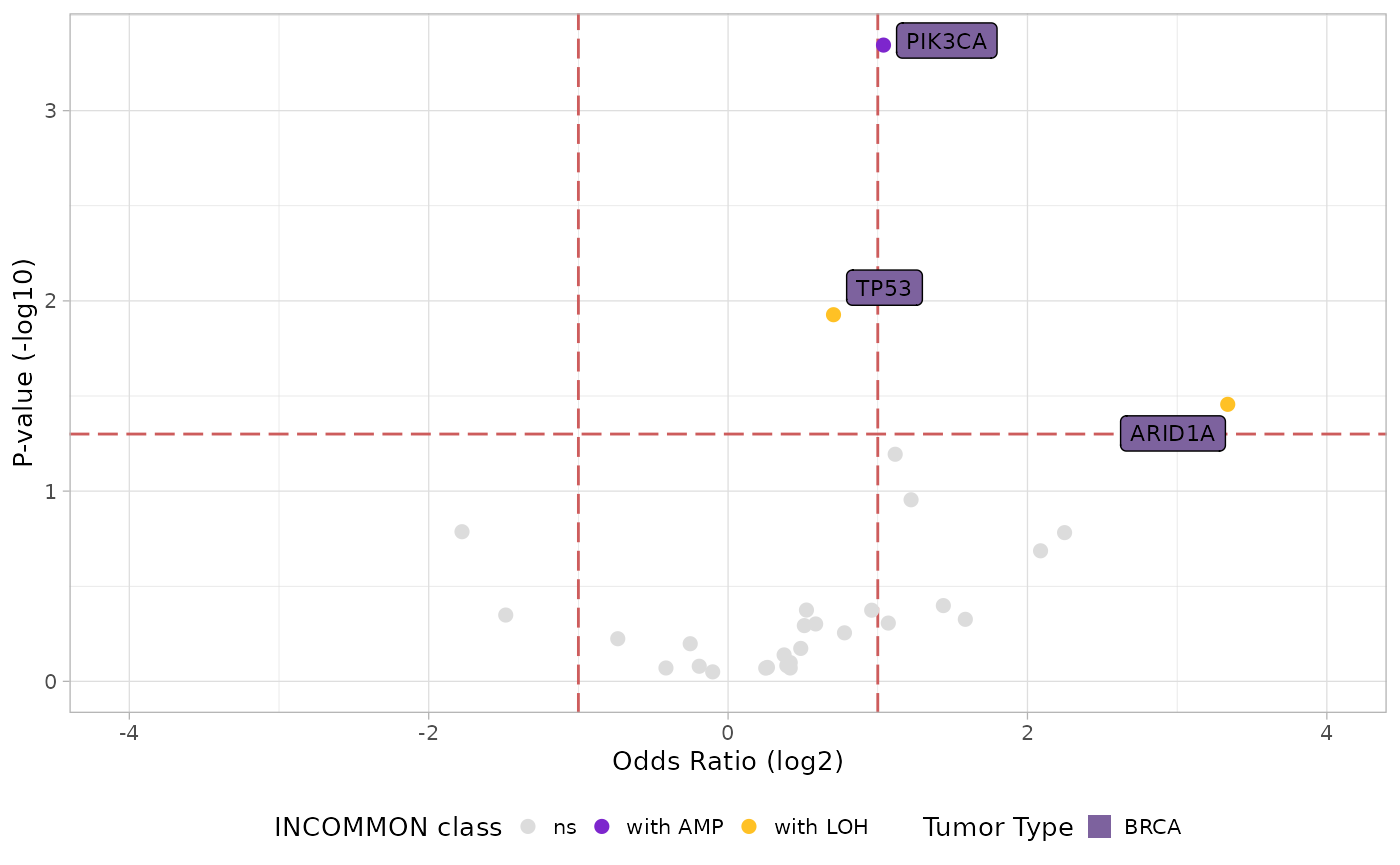 PIK3CA
3
TP53
2
ARID1A
1
0
P-value (-log10)
-4 -2 0 2 4
Odds Ratio (log2)
INCOMMON class ns with AMP with LOH Tumor Type BRCA